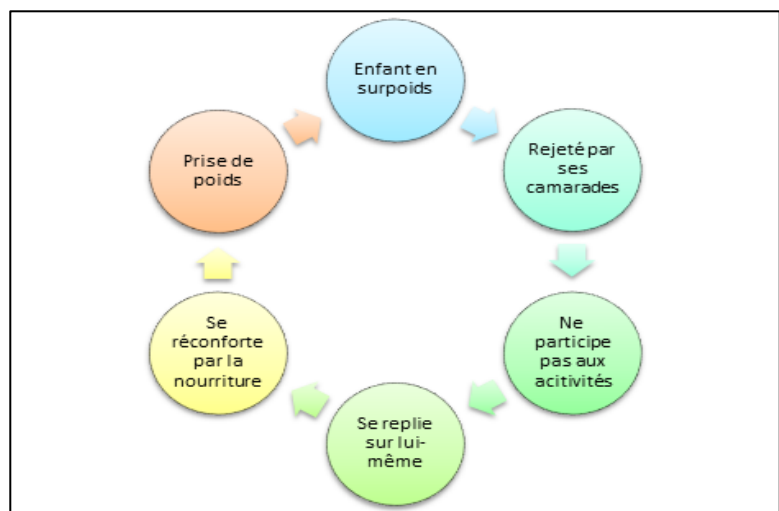 Enfant en
surpoids
Rejeté par
ses
camarades
Ne
participe
pas aux
acitivités
Se replie
sur lui-
même
Se
réconforte
par la
nourriture
Prise de
poids